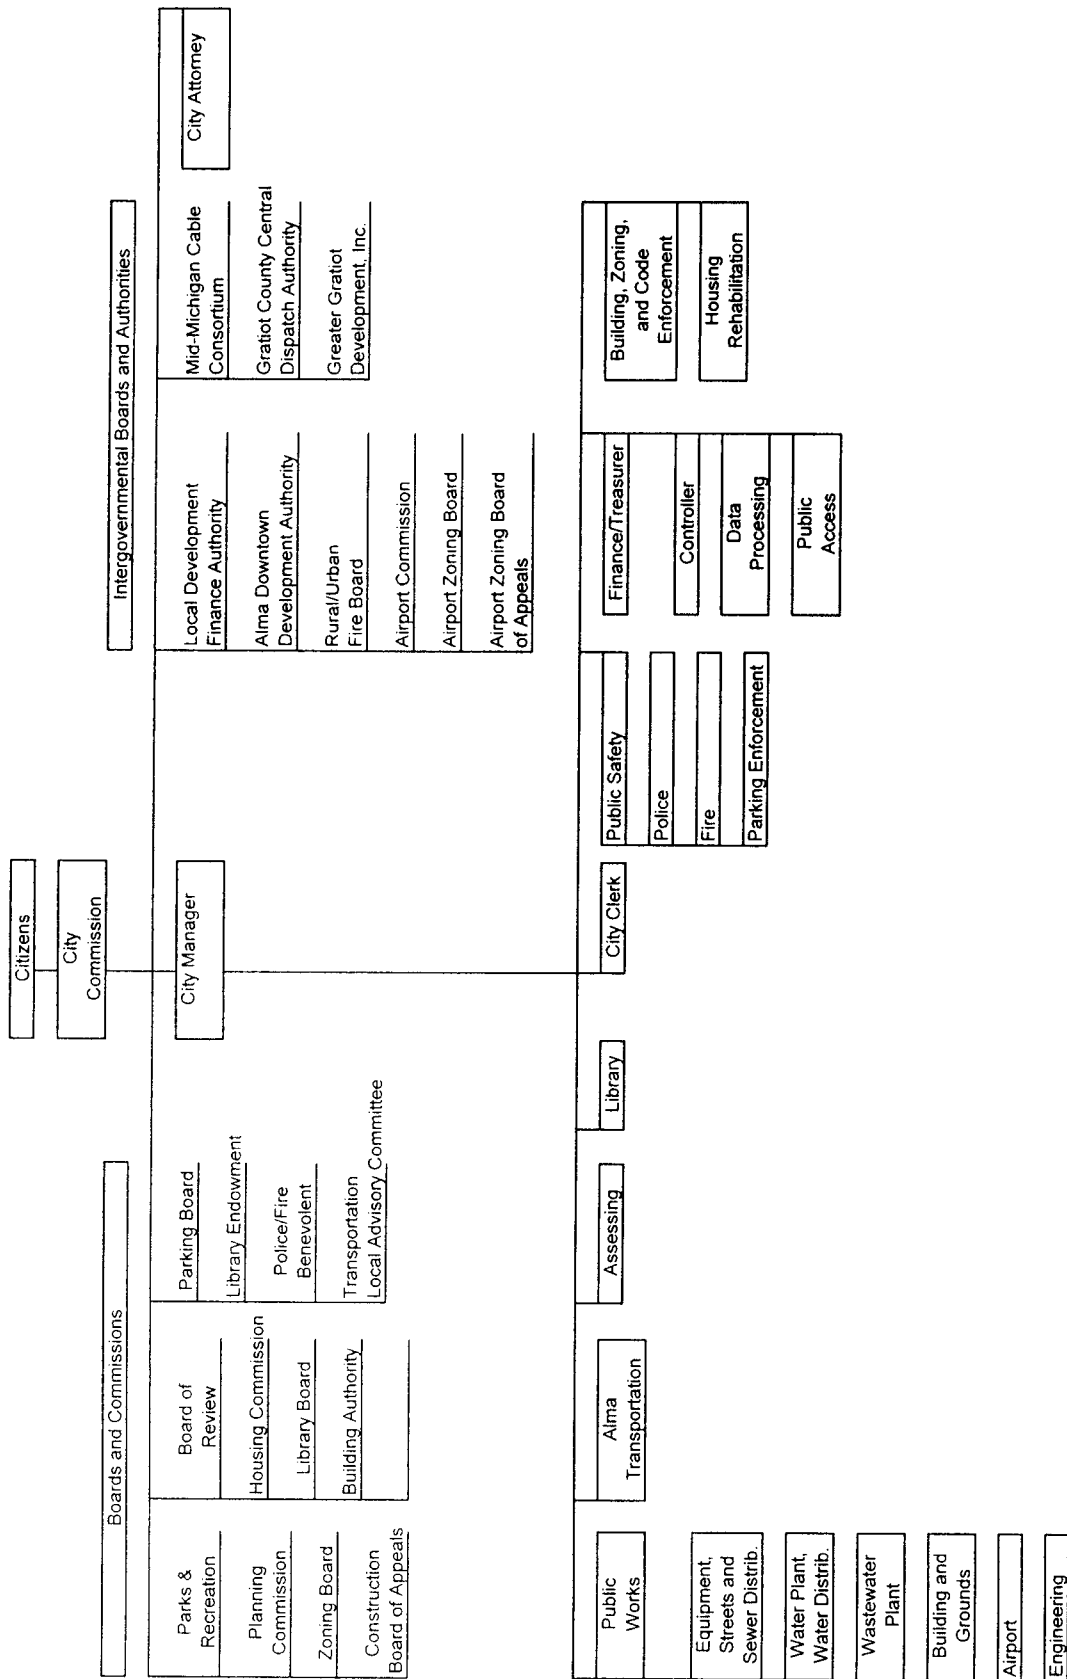 Citizens
City
Commission
Boards and Commissions
Intergovernmental Boards and Authorities
Parks &
Recreation
Planning
Commission
Zoning Board
Construction
Board of Appeals
Board of
Review
Housing Commission
Library Board
Building Authority
Parking Board
Library Endowment
Police/Fire
Benevolent
Transportation
Local Advisory Committee
City Manager
Local Development
Finance Authority
Alma Downtown
Development Authority
Rural/Urban
Fire Board
Airport Commission
Airport Zoning Board
Airport Zoning Board
of Appeals
Mid-Michigan Cable
Consortium
Gratiot County Central
Dispatch Authority
Greater Gratiot
Development, Inc.
City Attorney
Public
Works
Equipment,
Streets and
Sewer Distrib.
Water Plant,
Water Distrib.
Wastewater
Plant
Building and
Grounds
Airport
Engineering
Alma
Transportation
Assessing
Library
City Clerk
Public Safety
Police
Fire
Parking Enforcement
Finance/Treasurer
Controller
Data
Processing
Public
Access
Building, Zoning,
and Code
Enforcement
Housing
Rehabilitation